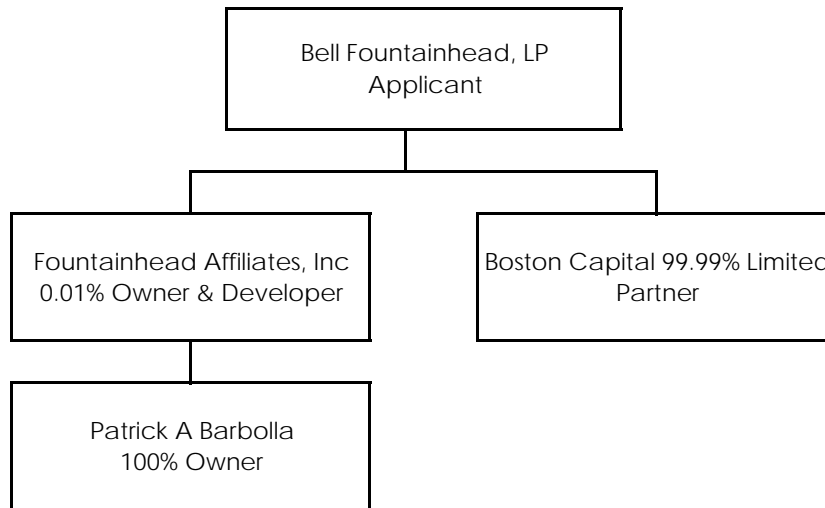 Bell Fountainhead, LP
Applicant
Fountainhead Affiliates, Inc
0.01% Owner & Developer
Boston Capital 99.99% Limited
Partner
Patrick A Barbolla
100% Owner